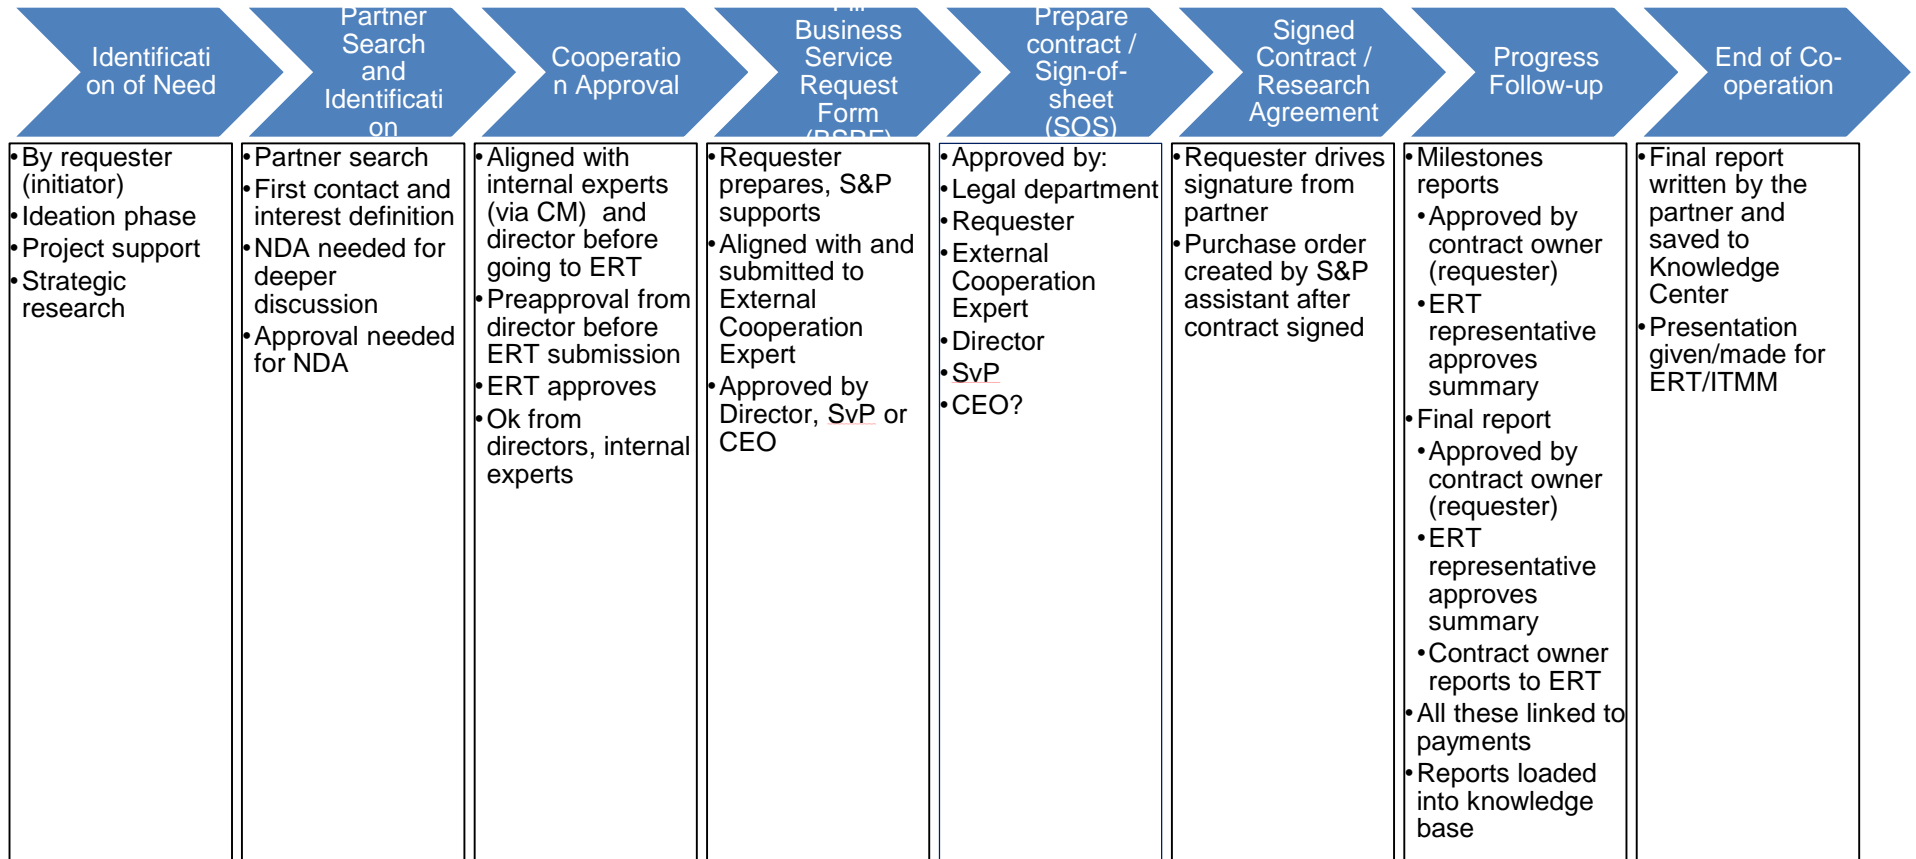 Identificati
on of Need
Partner
Search
and
Identificati
on
Cooperatio
n Approval
Business
Service
Request
Form
Prepare
contract /
Sign-of-
sheet
(SOS)
Signed
Contract /
Research
Agreement
Progress
Follow-up
End of Co-
operation
•By requester
(initiator)
•Ideation phase
•Project support
•Strategic
research
•Partner search
•First contact and
interest definition
•NDA needed for
deeper
discussion
•Approval needed
for NDA
•Aligned with
internal experts
(via CM) and
director before
going to ERT
•Preapproval from
director before
ERT submission
•ERT approves
•Ok from
directors, internal
experts
•Requester
prepares, S&P
supports
•Aligned with and
submitted to
External
Cooperation
Expert
•Approved by
Director, SvP or
CEO
•Approved by:
•Legal department
•Requester
•External
Cooperation
Expert
•Director
•SvP
•CEO?
•Requester drives
signature from
partner
•Purchase order
created by S&P
assistant after
contract signed
•Milestones
reports
•Approved by
contract owner
(requester)
•ERT
representative
approves
summary
•Final report
•Approved by
contract owner
(requester)
•ERT
representative
approves
summary
•Contract owner
reports to ERT
•All these linked to
payments
•Reports loaded
into knowledge
base
•Final report
written by the
partner and
saved to
Knowledge
Center
•Presentation
given/made for
ERT/ITMM